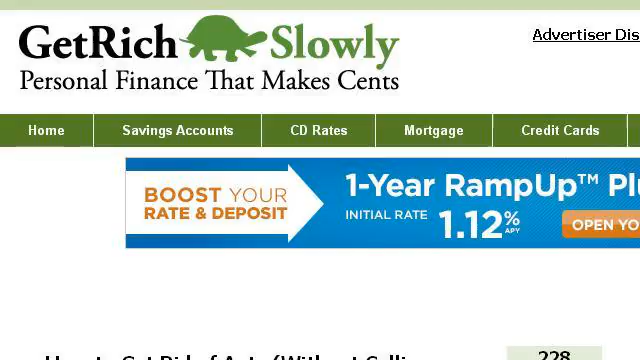 GetRich Slowly
Personal Finance That Makes Cents
Advertiser Dis
Home
Savings Accounts
CD Rates
Mortgage
Credit Cards
BOOST YOUR
RATE & DEPOSIT
1-Year RampUp™ Plu
INITIAL RATE 1.12% APY
OPEN YO
228